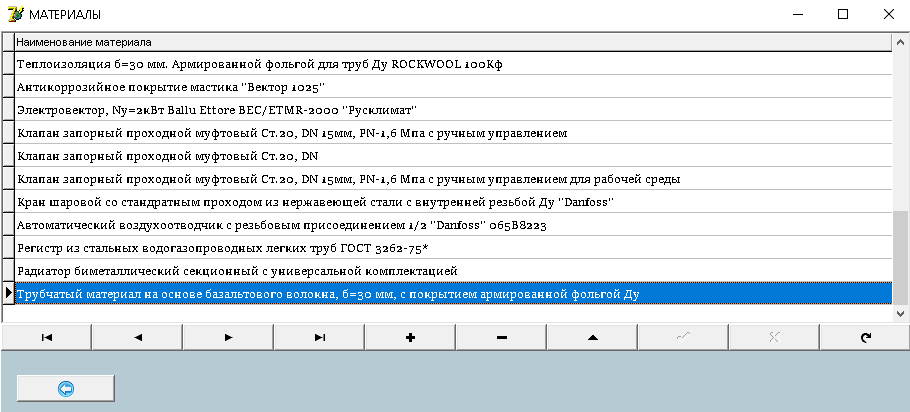 МАТЕРИАЛЫ
Наименование материала
Теплоизоляция б=30 мм. Армированной фольгой для труб Ду ROCKWOOL 100Кф
Антикоррозийное покрытие мастика "Вектор 1025"
Электровектор, Ny=2кВт Ballu Ettore BEC/ETMR-2000 "Русклимат"
Клапан запорный проходной муфтовый Ст.20, DN 15мм, PN-1,6 Мпа с ручным управлением
Клапан запорный проходной муфтовый Ст.20, DN
Клапан запорный проходной муфтовый Ст.20, DN 15мм, PN-1,6 Мпа с ручным управлением для рабочей среды
Кран шаровой со стандратным проходом из нержавеющей стали с внутренней резьбой Ду "Danfoss"
Автоматический воздухоотводчик с резьбовым присоединением 1/2 "Danfoss" 065B8223
Регистр из стальных водогазопроводных легких труб ГОСТ 3262-75*
Радиатор биметаллический секционный с универсальной комплектацией
Трубчатый материал на основе базальтового волокна, б=30 мм, с покрытием армированной фольгой Ду